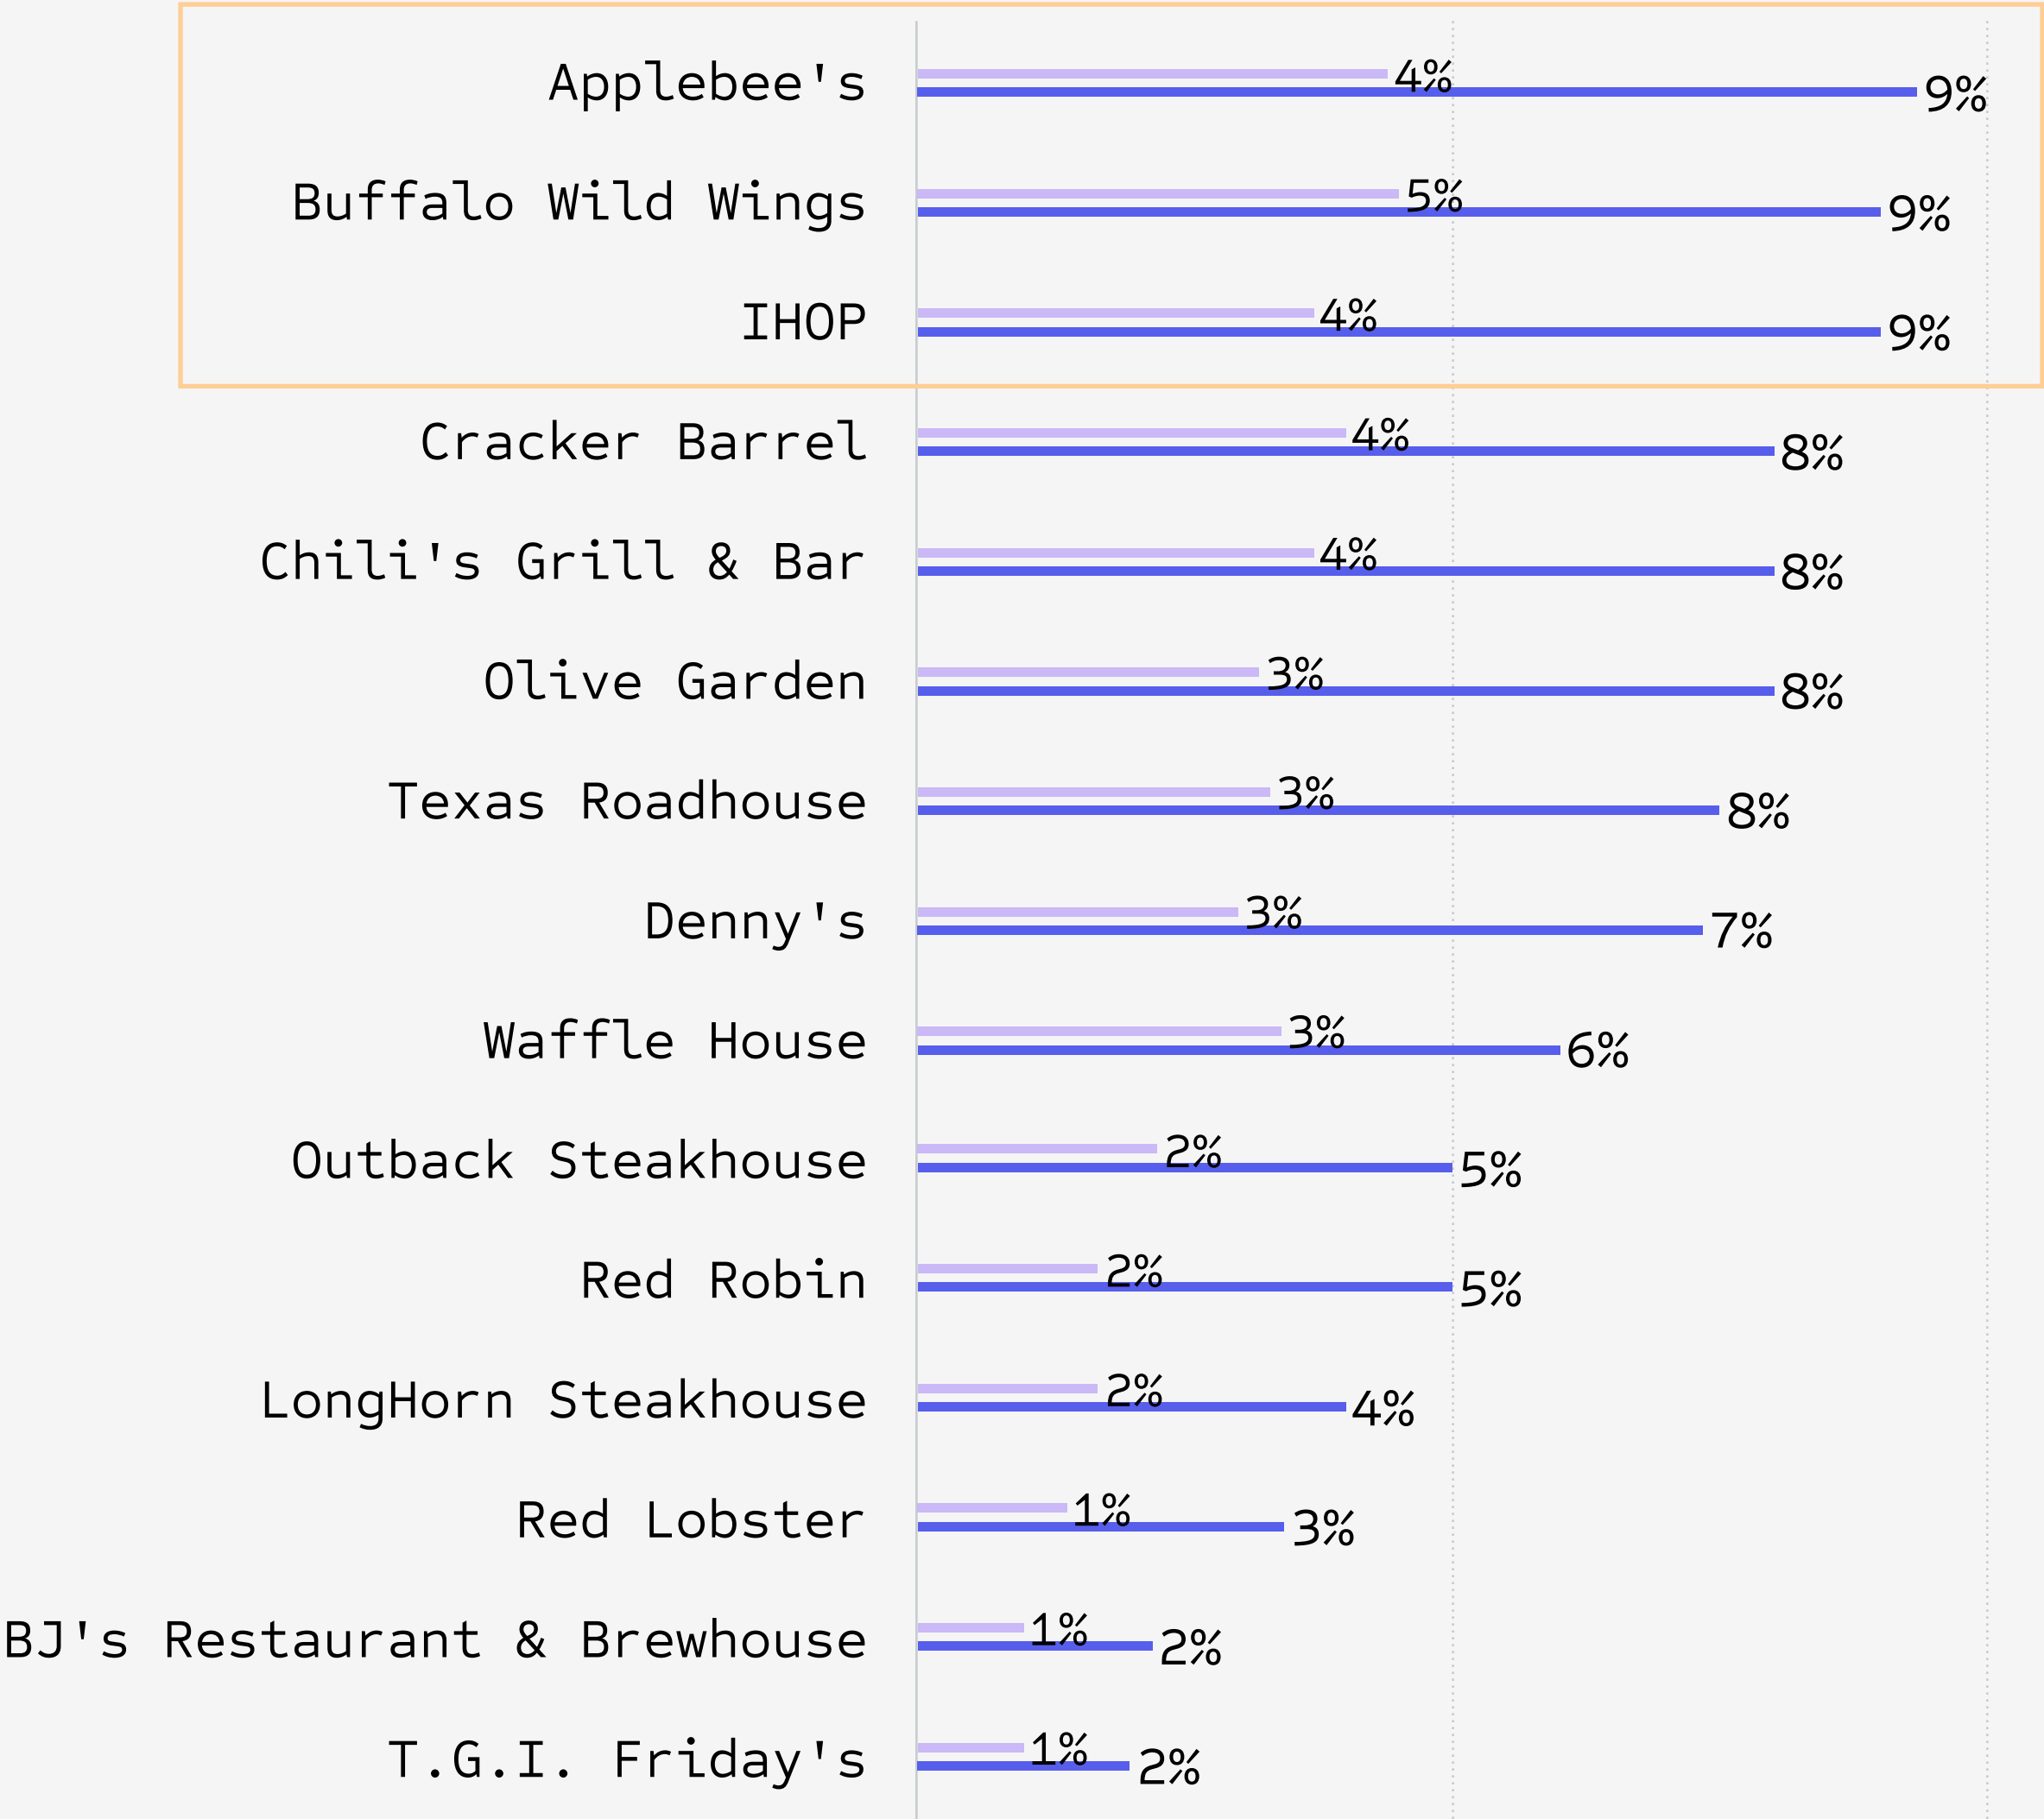 Applebee's 4% 9%
Buffalo Wild Wings 5% 9%
IHOP 4% 9%
Cracker Barrel 4% 8%
Chili's Grill & Bar 4% 8%
Olive Garden 3% 8%
Texas Roadhouse 3% 8%
Denny's 3% 7%
Waffle House 3% 6%
Outback Steakhouse 2% 5%
Red Robin 2% 5%
LongHorn Steakhouse 2% 4%
Red Lobster 1% 3%
BJ's Restaurant & Brewhouse 1% 2%
T.G.I. Friday's 1% 2%